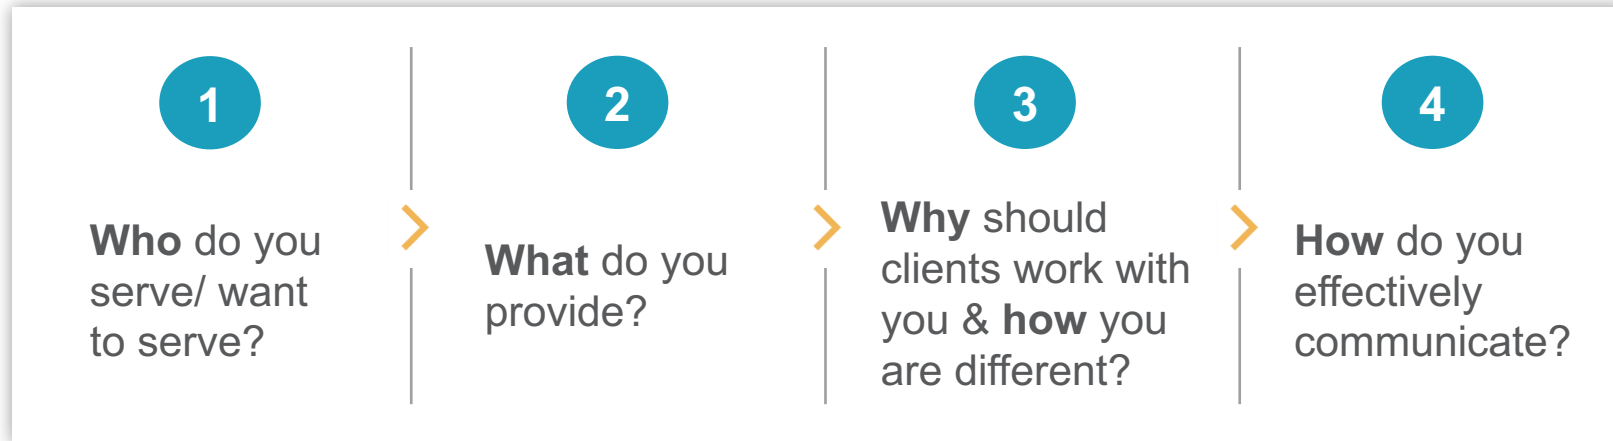 1
Who do you
serve/ want
to serve?
2
What do you
provide?
3
Why should
clients work with
you & how you
are different?
4
How do you
effectively
communicate?